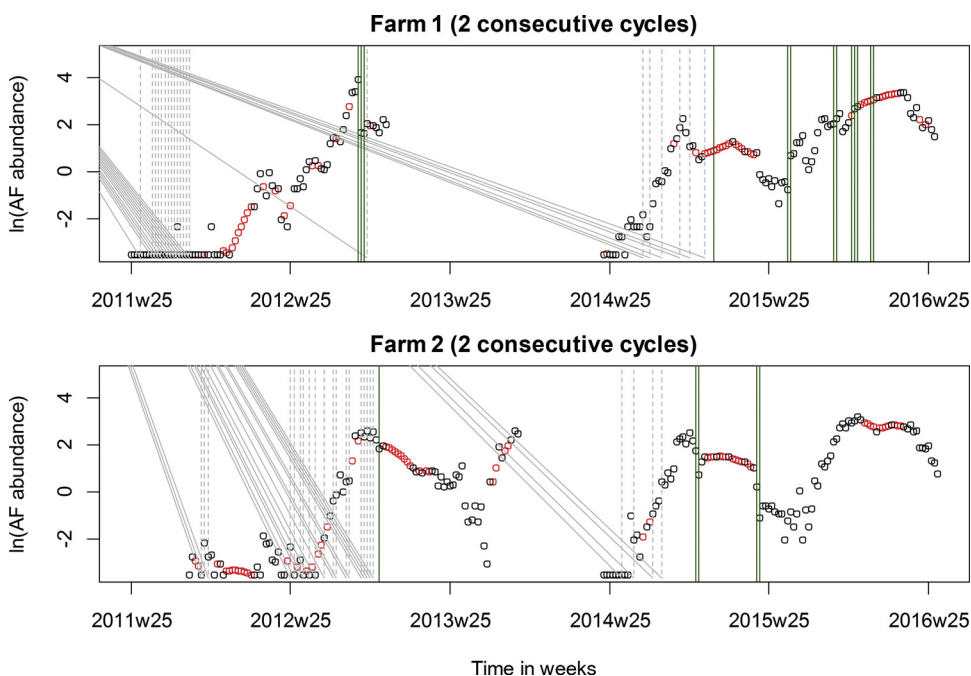 Farm 1 (2 consecutive cycles)
ln(AF abundance)
4
2
0
-2
2011w25 2012w25 2013w25 2014w25 2015w25 2016w25
Farm 2 (2 consecutive cycles)
ln(AF abundance)
4
2
0
-2
2011w25 2012w25 2013w25 2014w25 2015w25 2016w25
Time in weeks